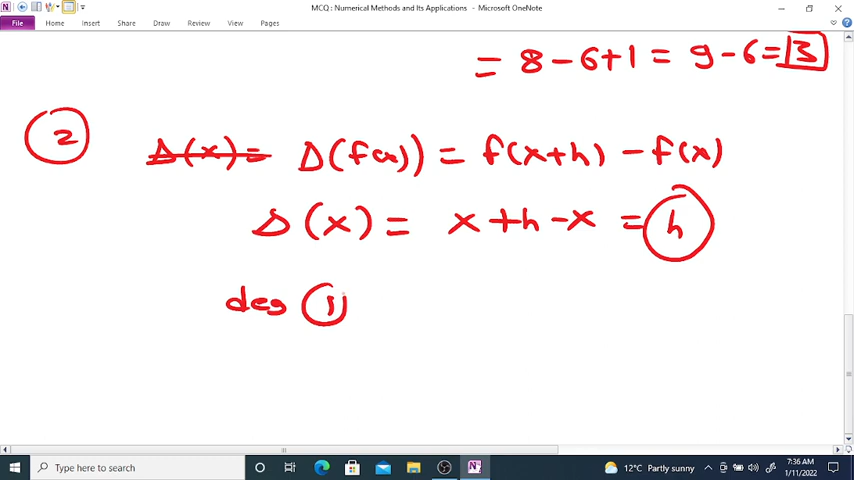 MCQ : Numerical Methods and Its Applications - Microsoft OneNote
File Home Insert Share Draw History Review View Pages
= 8 - 6 + 1 = 9 - 6 = 3
2 Δ(x) = Δ(f(x)) = f(x+h) - f(x)
Δ(x) = x + h - x = h
deg 1
Type here to search
12°C Partly sunny
7:36 AM
1/11/2022